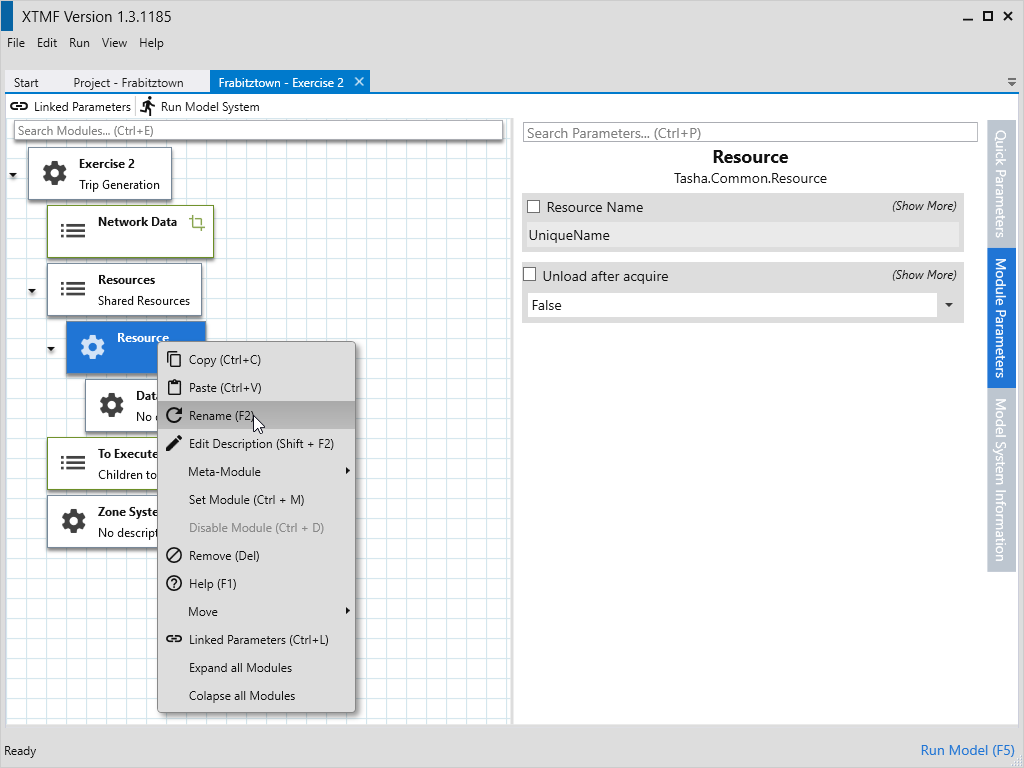 XTMF Version 1.3.1185
File Edit Run View Help
Start Project - Frabitztown Frabitztown - Exercise 2
Linked Parameters Run Model System
Search Modules... (Ctrl+E)
Exercise 2
Trip Generation
Network Data
Resources
Shared Resources
Resource
Data
No d
To Execute
Children to
Zone Syste
No descript
Copy (Ctrl+C)
Paste (Ctrl+V)
Rename (F2)
Edit Description (Shift + F2)
Meta-Module
Set Module (Ctrl + M)
Disable Module (Ctrl + D)
Remove (Del)
Help (F1)
Move
Linked Parameters (Ctrl+L)
Expand all Modules
Colapse all Modules
Search Parameters... (Ctrl+P)
Resource
Tasha.Common.Resource
Resource Name (Show More)
UniqueName
Unload after acquire (Show More)
False
Quick Parameters
Module Parameters
Model System Information
Ready
Run Model (F5)